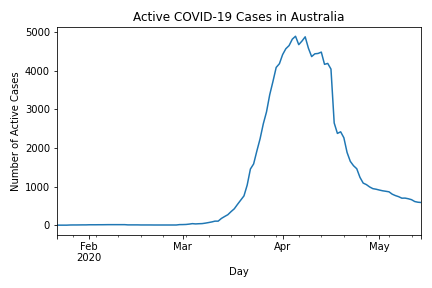 Active COVID-19 Cases in Australia
Number of Active Cases
5000
4000
3000
2000
1000
0
Feb
2020
Mar
Apr
May
Day